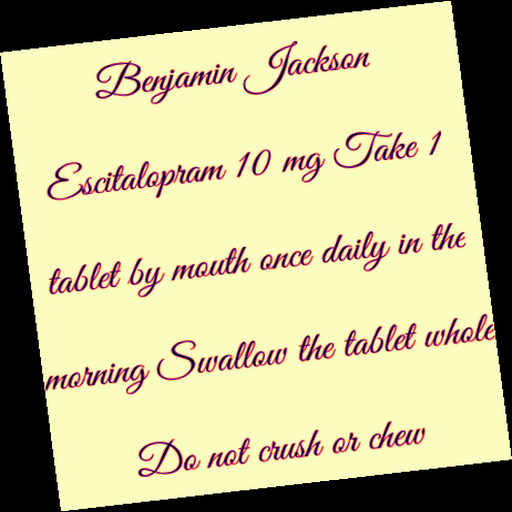 Benjamin Jackson
Escitalopram 10 mg Take 1
tablet by mouth once daily in the
morning Swallow the tablet whole
Do not crush or chew